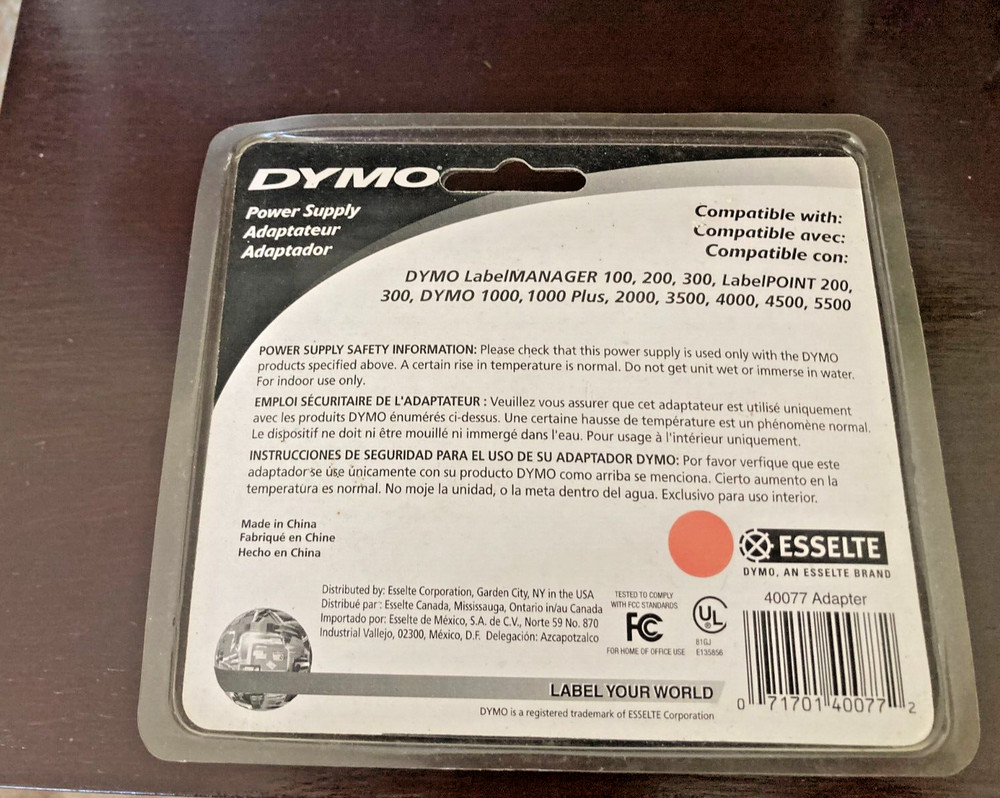 DYMO®
Power Supply
Adaptateur
Adaptador
Compatible with:
Compatible avec:
Compatible con:
DYMO LabelMANAGER 100, 200, 300, LabelPOINT 200,
300, DYMO 1000, 1000 Plus, 2000, 3500, 4000, 4500, 5500
POWER SUPPLY SAFETY INFORMATION: Please check that this power supply is used only with the DYMO
products specified above. A certain rise in temperature is normal. Do not get unit wet or immerse in water.
For indoor use only.
EMPLOI SÉCURITAIRE DE L'ADAPTATEUR : Veuillez vous assurer que cet adaptateur est utilisé uniquement
avec les produits DYMO énumérés ci-dessus. Une certaine hausse de température est un phénomène normal.
Le dispositif ne doit ni être mouillé ni immergé dans l'eau. Pour usage à l'intérieur uniquement.
INSTRUCCIONES DE SEGURIDAD PARA EL USO DE SU ADAPTADOR DYMO: Por favor verifique que este
adaptador se use únicamente con su producto DYMO como arriba se menciona. Cierto aumento en la
temperatura es normal. No moje la unidad, o la meta dentro del agua. Exclusivo para uso interior.
Made in China
Fabriqué en Chine
Hecho en China
ESSELTE
DYMO, AN ESSELTE BRAND
Distributed by: Esselte Corporation, Garden City, NY in the USA
Distribué par : Esselte Canada, Mississauga, Ontario in/au Canada
Importado por: Esselte de México, S.A. de C.V., Norte 59 No. 870
Industrial Vallejo, 02300, México, D.F. Delegación: Azcapotzalco
TESTED TO COMPLY
WITH FCC STANDARDS
FC
FOR HOME OF OFFICE USE
UL®
81GJ
E135856
40077 Adapter
0 71701 40077 2
LABEL YOUR WORLD
DYMO is a registered trademark of ESSELTE Corporation